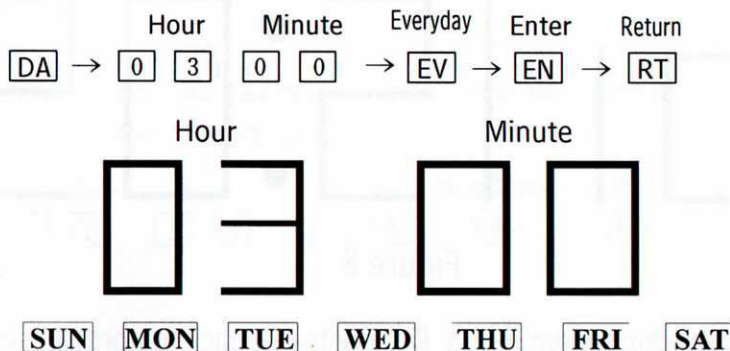 Hour Minute Everyday Enter Return
DA → 0 3 0 0 → EV → EN → RT
Hour Minute
03 00
SUN MON TUE WED THU FRI SAT